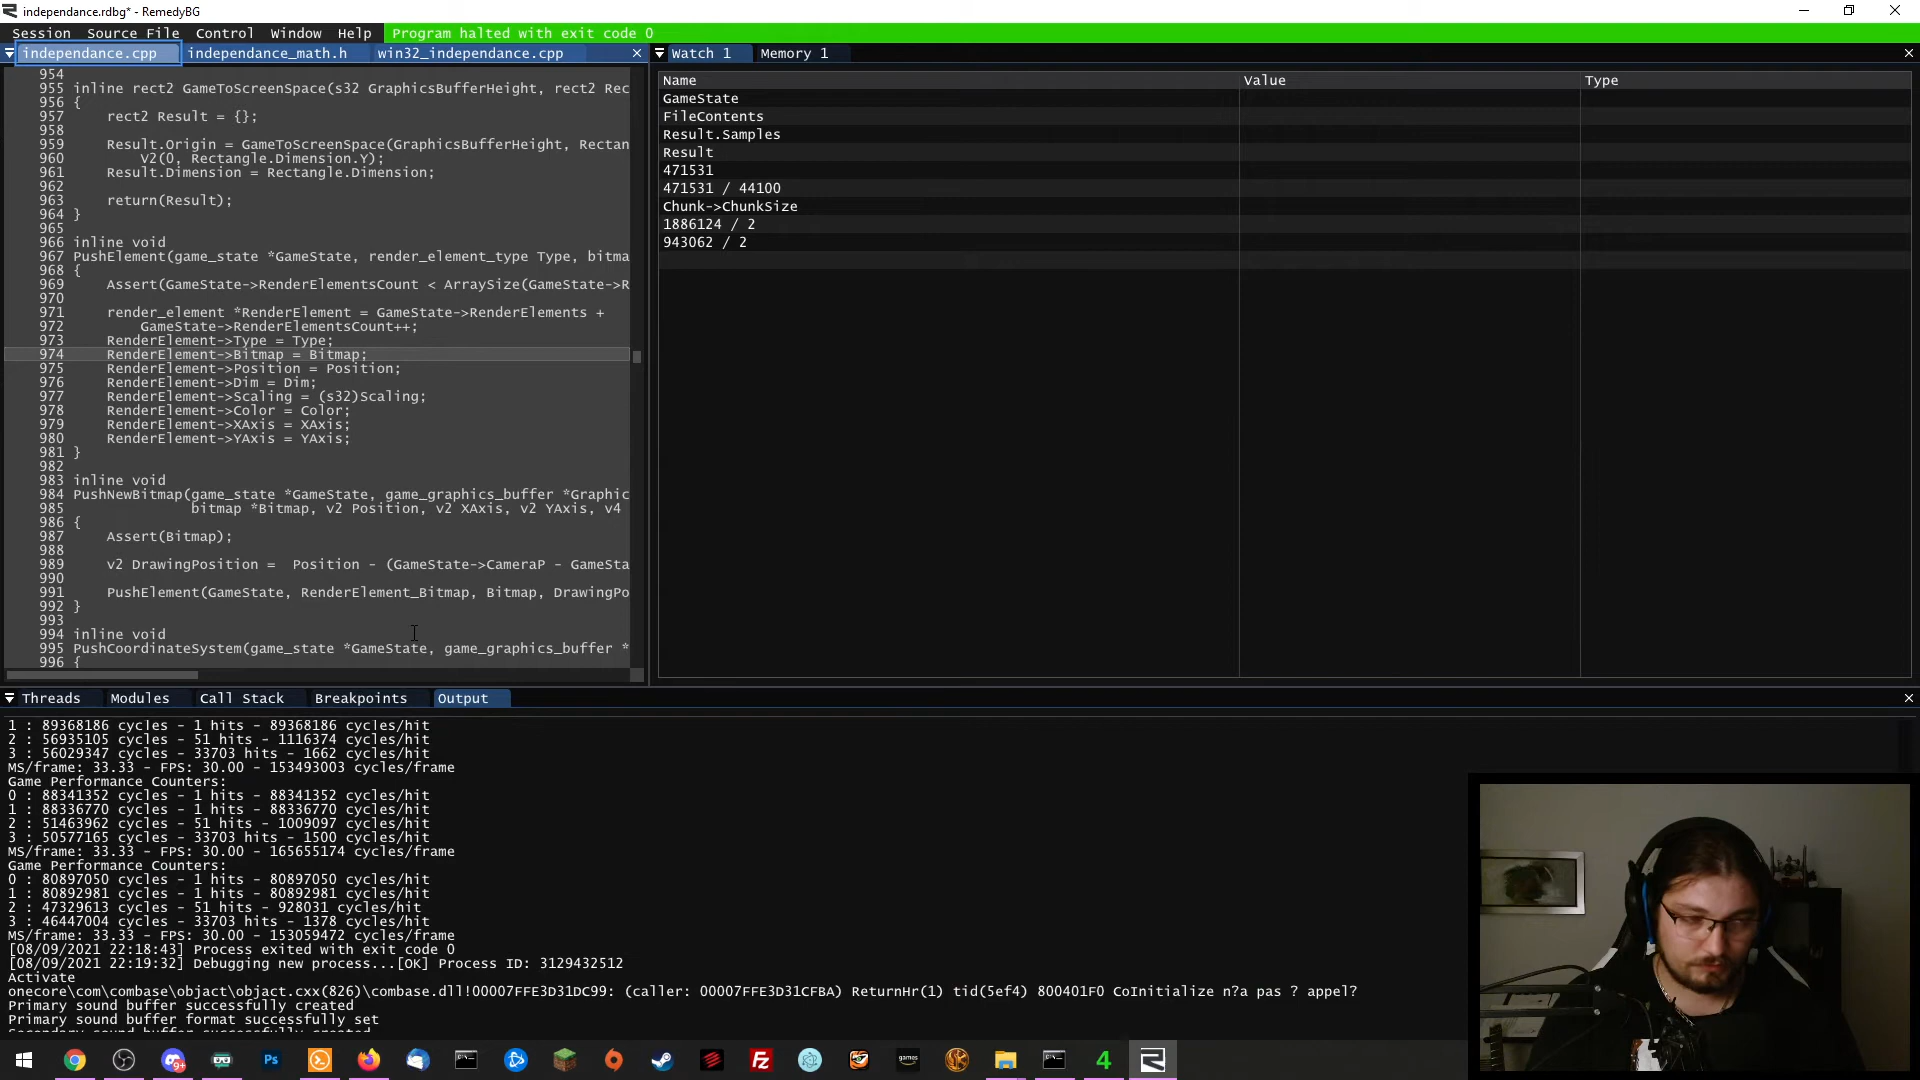 independance.rdbg* - RemedyBG
Session Source File Control Window Help Program halted with exit code 0
independance.cpp independance_math.h win32_independance.cpp
Watch 1 Memory 1
954
955 inline rect2 GameToScreenSpace(s32 GraphicsBufferHeight, rect2 Rec
956 {
957 rect2 Result = {};
958
959 Result.Origin = GameToScreenSpace(GraphicsBufferHeight, Rectan
960 v2(0, Rectangle.Dimension.Y);
961 Result.Dimension = Rectangle.Dimension;
962
963 return(Result);
964 }
965
966 inline void
967 PushElement(game_state *GameState, render_element_type Type, bitma
968 {
969 Assert(GameState->RenderElementsCount < ArraySize(GameState->R
970
971 render_element *RenderElement = GameState->RenderElements +
972 GameState->RenderElementsCount++;
973 RenderElement->Type = Type;
974 RenderElement->Bitmap = Bitmap;
975 RenderElement->Position = Position;
976 RenderElement->Dim = Dim;
977 RenderElement->Scaling = (s32)Scaling;
978 RenderElement->Color = Color;
979 RenderElement->XAxis = XAxis;
980 RenderElement->YAxis = YAxis;
981 }
982
983 inline void
984 PushNewBitmap(game_state *GameState, game_graphics_buffer *Graphic
985 bitmap *Bitmap, v2 Position, v2 XAxis, v2 YAxis, v4
986 {
987 Assert(Bitmap);
988
989 v2 DrawingPosition = Position - (GameState->CameraP - GameSta
990
991 PushElement(GameState, RenderElement_Bitmap, Bitmap, DrawingPo
992 }
993
994 inline void
995 PushCoordinateSystem(game_state *GameState, game_graphics_buffer *
996 {
Name Value Type
GameState
FileContents
Result.Samples
Result
471531
471531 / 44100
Chunk->ChunkSize
1886124 / 2
943062 / 2
Threads Modules Call Stack Breakpoints Output
1 : 89368186 cycles - 1 hits - 89368186 cycles/hit
2 : 56935105 cycles - 51 hits - 1116374 cycles/hit
3 : 56029347 cycles - 33703 hits - 1662 cycles/hit
MS/frame: 33.33 - FPS: 30.00 - 153493003 cycles/frame
Game Performance Counters:
0 : 88341352 cycles - 1 hits - 88341352 cycles/hit
1 : 88336770 cycles - 1 hits - 88336770 cycles/hit
2 : 51463962 cycles - 51 hits - 1009097 cycles/hit
3 : 50577165 cycles - 33703 hits - 1500 cycles/hit
MS/frame: 33.33 - FPS: 30.00 - 165655174 cycles/frame
Game Performance Counters:
0 : 80897050 cycles - 1 hits - 80897050 cycles/hit
1 : 80892981 cycles - 1 hits - 80892981 cycles/hit
2 : 47329613 cycles - 51 hits - 928031 cycles/hit
3 : 46447004 cycles - 33703 hits - 1378 cycles/hit
MS/frame: 33.33 - FPS: 30.00 - 153059472 cycles/frame
[08/09/2021 22:18:43] Process exited with exit code 0
[08/09/2021 22:19:32] Debugging new process...[OK] Process ID: 3129432512
Activate
onecore\com\combase\objact\objact.cxx(826)\combase.dll!00007FFE3D31DC99: (caller: 00007FFE3D31CFBA) ReturnHr(1) tid(5ef4) 800401F0 CoInitialize n?a pas ? appel?
Primary sound buffer successfully created
Primary sound buffer format successfully set
Secondary sound buffer successfully created
9+ Ps FZ games 4